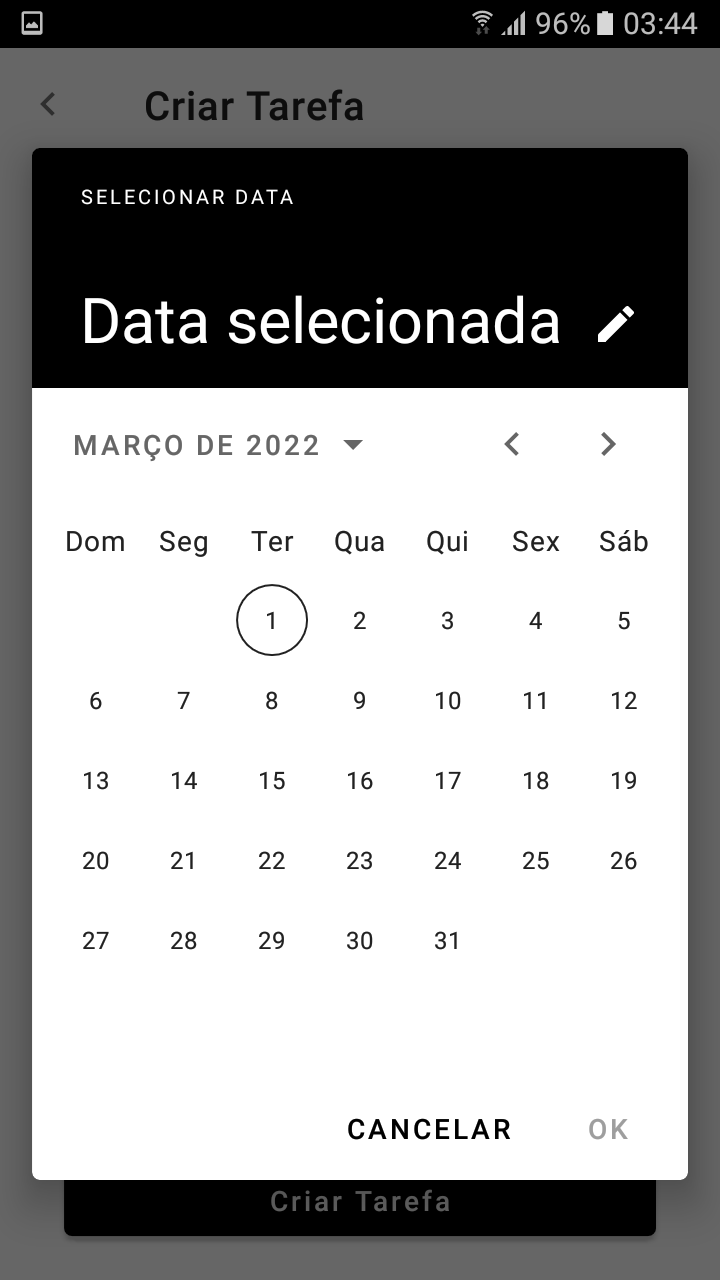 96% 03:44
Criar Tarefa
SELECIONAR DATA
Data selecionada
MARÇO DE 2022
Dom Seg Ter Qua Qui Sex Sáb
1 2 3 4 5
6 7 8 9 10 11 12
13 14 15 16 17 18 19
20 21 22 23 24 25 26
27 28 29 30 31
CANCELAR OK
Criar Tarefa